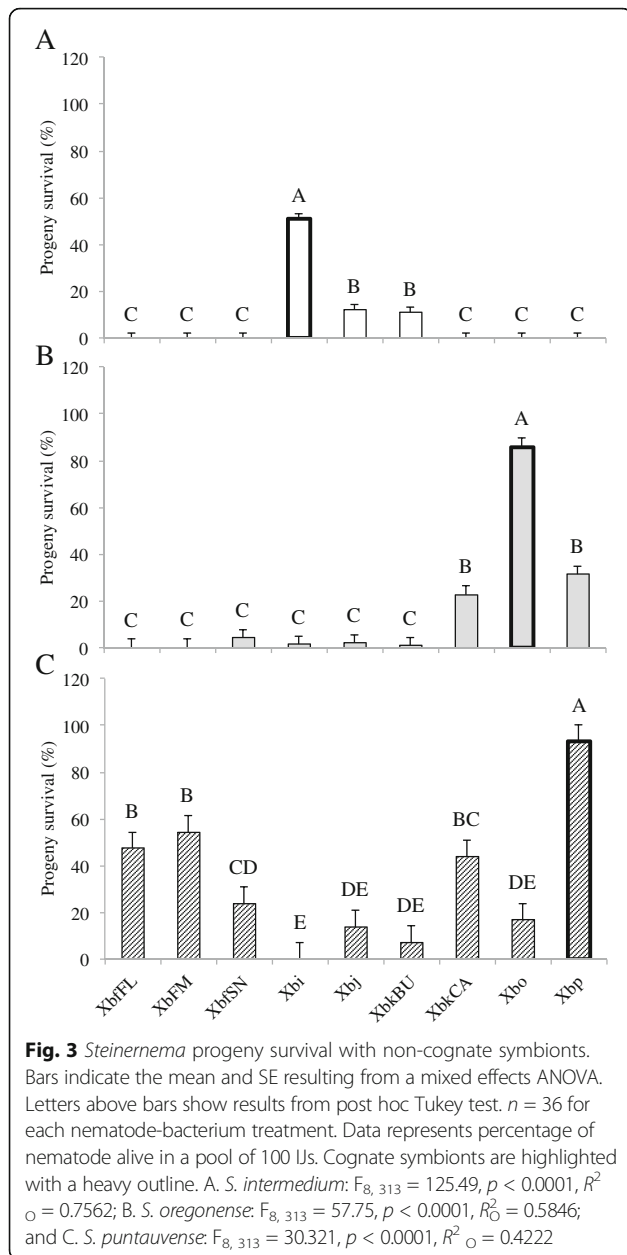 A
120
100
80
60
40
20
0
Progeny survival (%)
C C C A B B C C C
B
120
100
80
60
40
20
0
Progeny survival (%)
C C C C C C B A B
C
120
100
80
60
40
20
0
Progeny survival (%)
B B CD E DE DE BC DE A
XbfFL XbFM XbfSN Xbi Xbj XbkBU XbkCA Xbo Xbp
Fig. 3 Steinernema progeny survival with non-cognate symbionts.
Bars indicate the mean and SE resulting from a mixed effects ANOVA.
Letters above bars show results from post hoc Tukey test. n = 36 for
each nematode-bacterium treatment. Data represents percentage of
nematode alive in a pool of 100 IJs. Cognate symbionts are highlighted
with a heavy outline. A. S. intermedium: F8, 313 = 125.49, p < 0.0001, R2
O = 0.7562; B. S. oregonense: F8, 313 = 57.75, p < 0.0001, R2O = 0.5846;
and C. S. puntauvense: F8, 313 = 30.321, p < 0.0001, R2 O = 0.4222